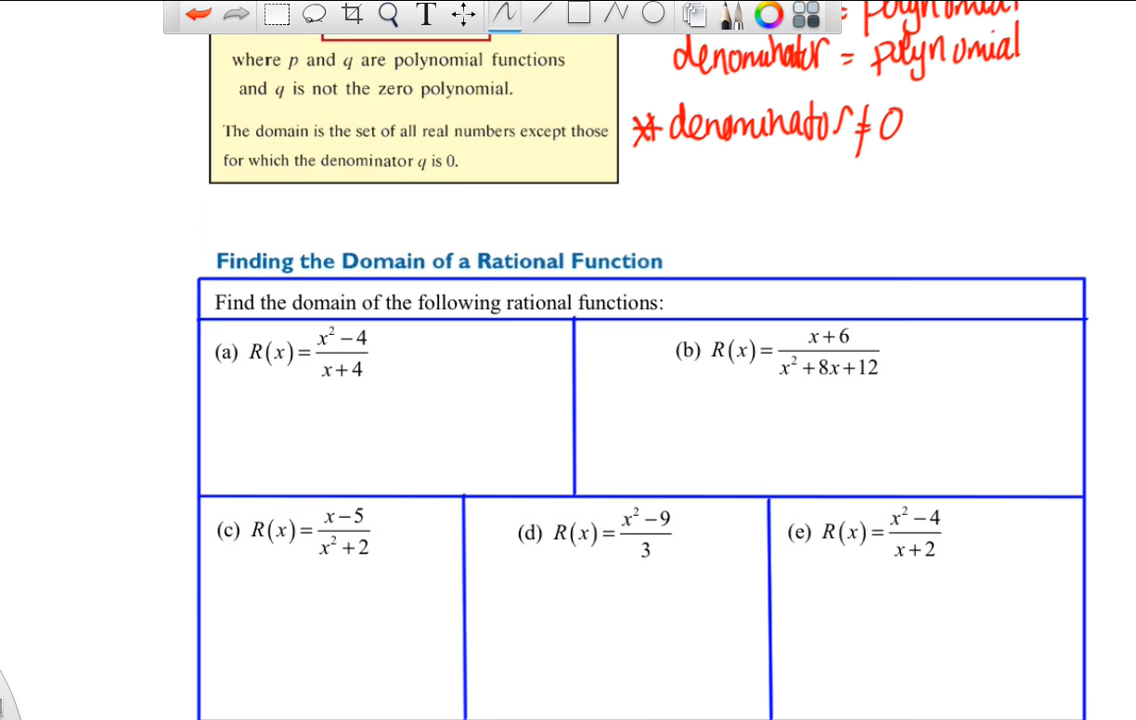 = polynomial
where p and q are polynomial functions
denominator = polynomial
and q is not the zero polynomial.
The domain is the set of all real numbers except those
for which the denominator q is 0.
* denominator ≠ 0
Finding the Domain of a Rational Function
Find the domain of the following rational functions:
(a) R(x) = (x² − 4)/(x + 4)
(b) R(x) = (x + 6)/(x² + 8x + 12)
(c) R(x) = (x − 5)/(x² + 2)
(d) R(x) = (x² − 9)/3
(e) R(x) = (x² − 4)/(x + 2)